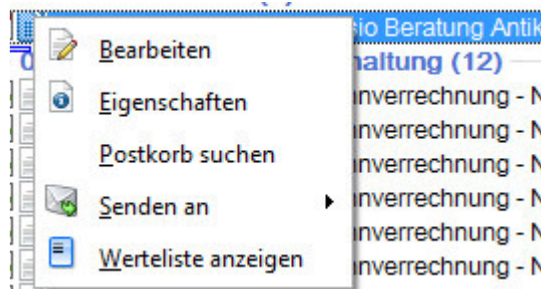 sio Beratung Antik
haltung (12)
Bearbeiten
Eigenschaften
Postkorb suchen
Senden an
Werteliste anzeigen
nverrechnung - N
nverrechnung - N
nverrechnung - N
nverrechnung - N
nverrechnung - N
nverrechnung - N